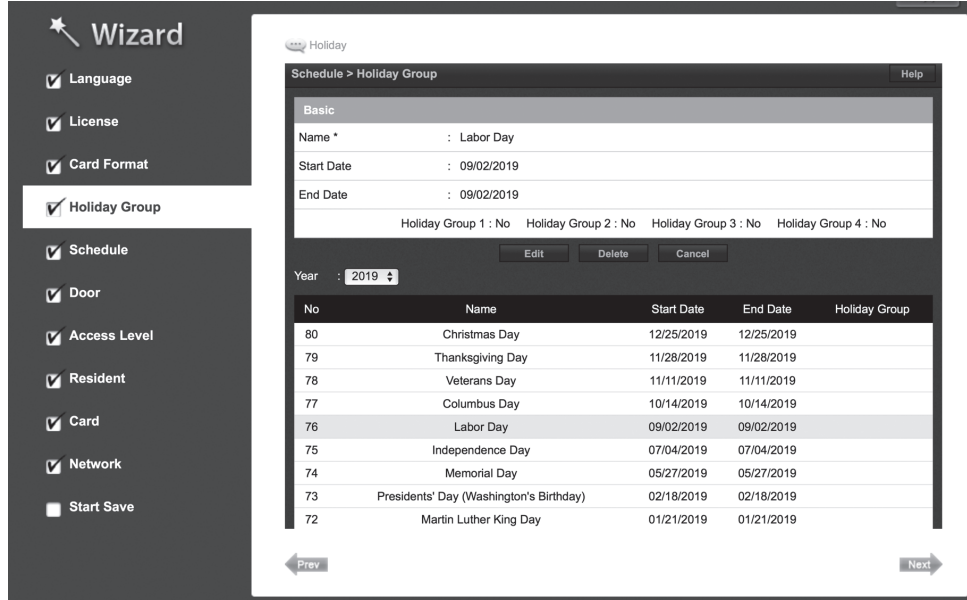 Wizard
Language
License
Card Format
Holiday Group
Schedule
Door
Access Level
Resident
Card
Network
Start Save
Holiday
Schedule > Holiday Group Help
Basic
Name * : Labor Day
Start Date : 09/02/2019
End Date : 09/02/2019
Holiday Group 1 : No Holiday Group 2 : No Holiday Group 3 : No Holiday Group 4 : No
Edit Delete Cancel
Year : 2019
No Name Start Date End Date Holiday Group
80 Christmas Day 12/25/2019 12/25/2019
79 Thanksgiving Day 11/28/2019 11/28/2019
78 Veterans Day 11/11/2019 11/11/2019
77 Columbus Day 10/14/2019 10/14/2019
76 Labor Day 09/02/2019 09/02/2019
75 Independence Day 07/04/2019 07/04/2019
74 Memorial Day 05/27/2019 05/27/2019
73 Presidents' Day (Washington's Birthday) 02/18/2019 02/18/2019
72 Martin Luther King Day 01/21/2019 01/21/2019
Prev Next